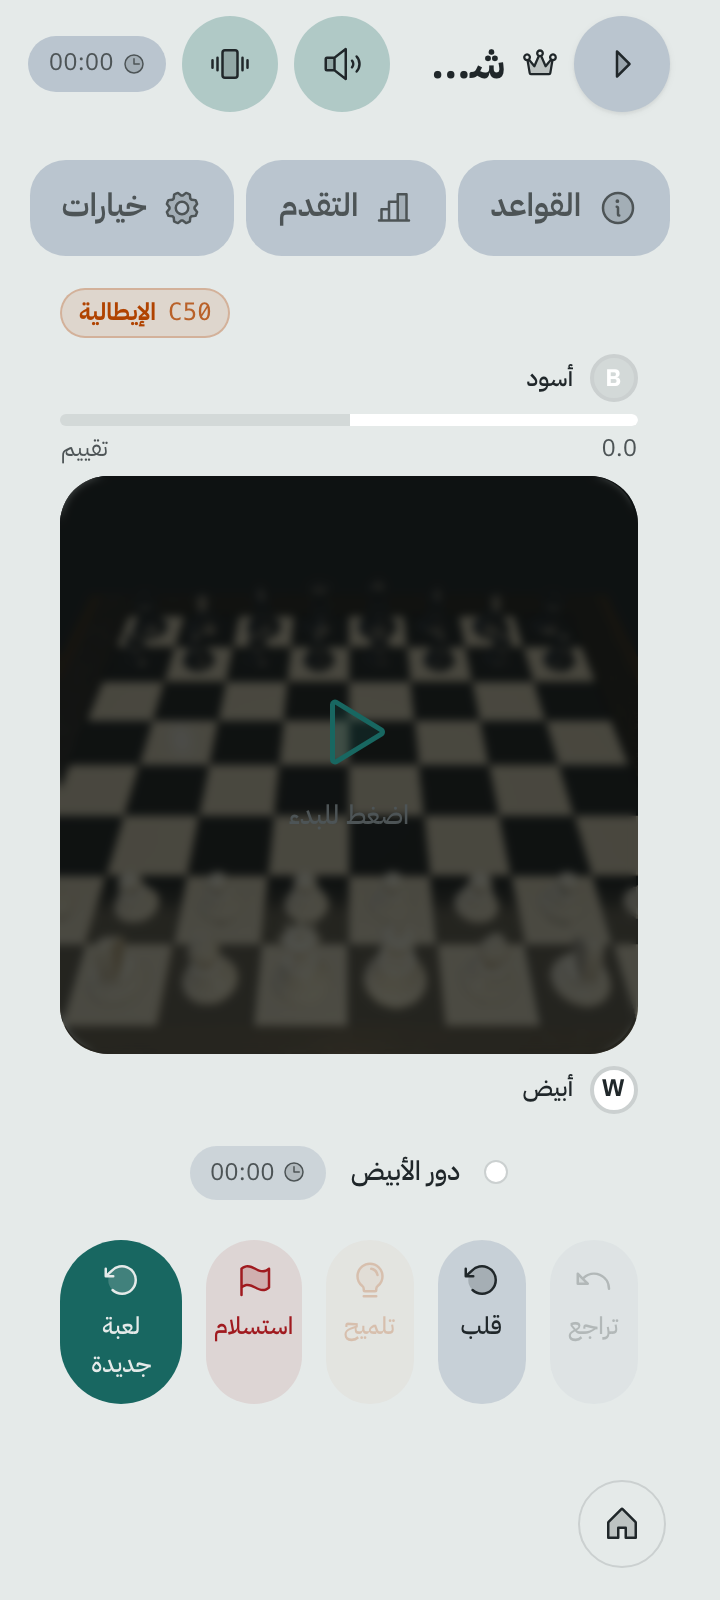 شـ...
00:00
القواعد
التقدم
خيارات
C50 الإيطالية
B أسود
0.0 تقييم
اضغط للبدء
W أبيض
دور الأبيض 00:00
تراجع
قلب
تلميح
استسلام
لعبة
جديدة